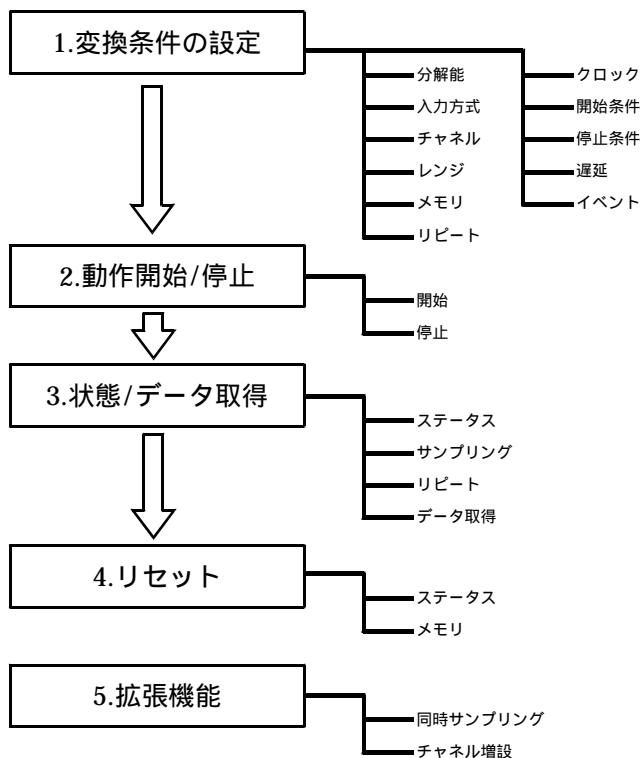 1.変換条件の設定
分解能
入力方式
チャネル
レンジ
メモリ
リピート
クロック
開始条件
停止条件
遅延
イベント
2.動作開始/停止
開始
停止
3.状態/データ取得
ステータス
サンプリング
リピート
データ取得
4.リセット
ステータス
メモリ
5.拡張機能
同時サンプリング
チャネル増設